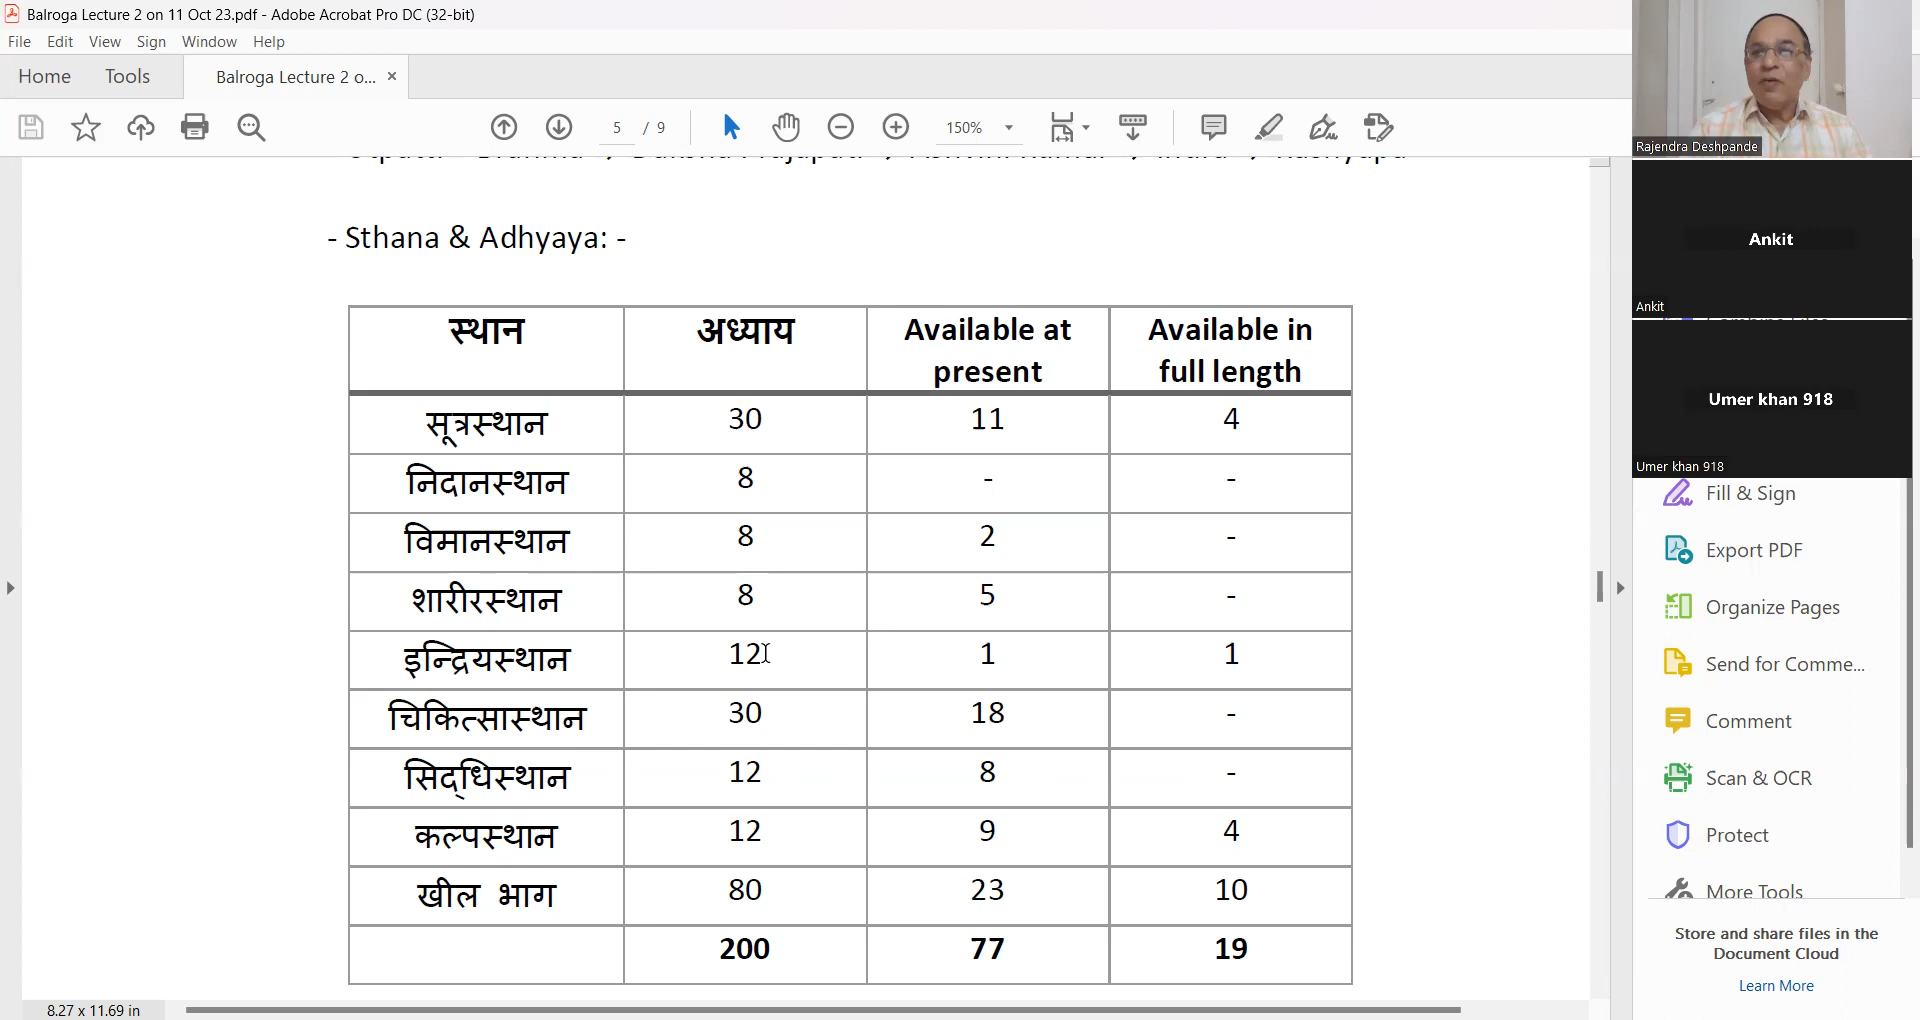 Balroga Lecture 2 on 11 Oct 23.pdf - Adobe Acrobat Pro DC (32-bit)
File Edit View Sign Window Help
Home Tools Balroga Lecture 2 o... ×
5 / 9 150%
- Sthana & Adhyaya: -
स्थान अध्याय Available at present Available in full length
सूत्रस्थान 30 11 4
निदानस्थान 8 - -
विमानस्थान 8 2 -
शारीरस्थान 8 5 -
इन्द्रियस्थान 12 1 1
चिकित्सास्थान 30 18 -
सिद्धिस्थान 12 8 -
कल्पस्थान 12 9 4
खील भाग 80 23 10
200 77 19
8.27 x 11.69 in
Rajendra Deshpande
Ankit
Ankit
Umer khan 918
Umer khan 918
Fill & Sign
Export PDF
Organize Pages
Send for Comme...
Comment
Scan & OCR
Protect
More Tools
Store and share files in the
Document Cloud
Learn More